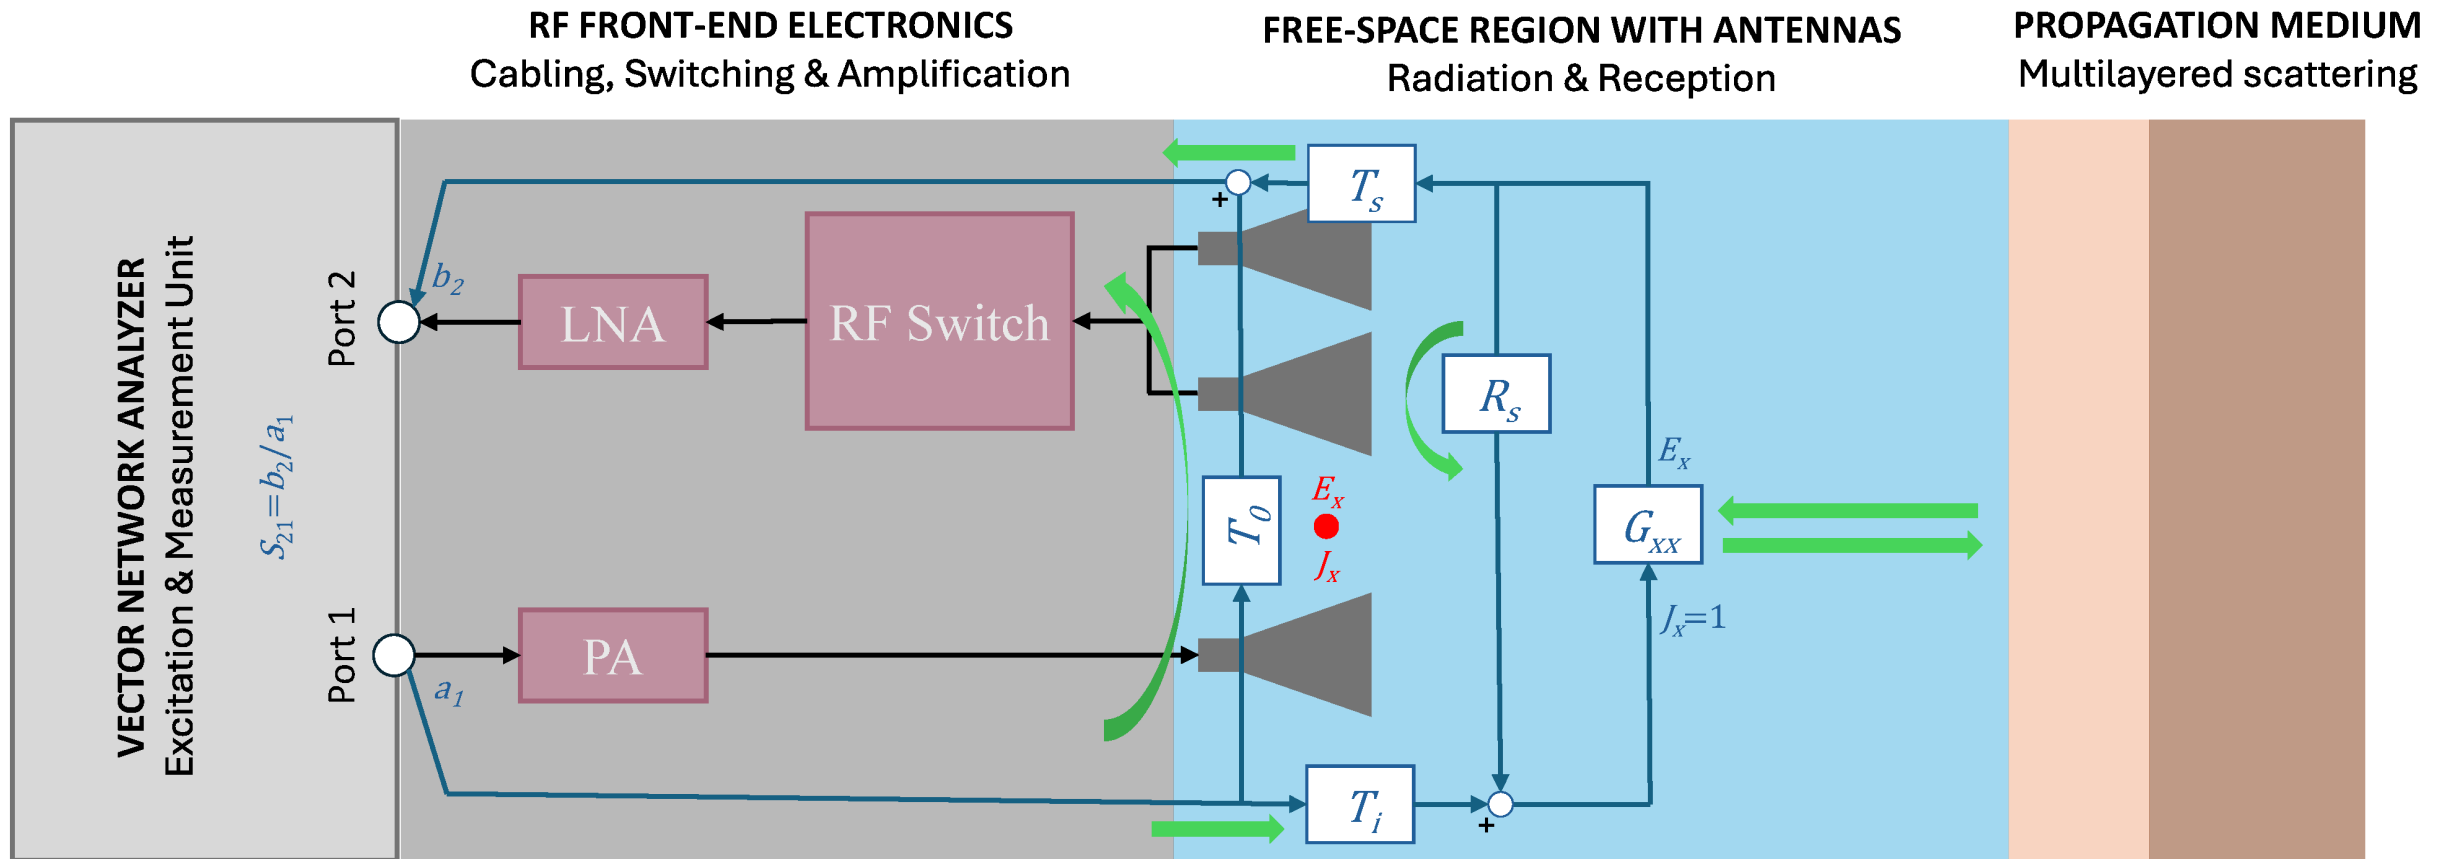 RF FRONT-END ELECTRONICS
Cabling, Switching & Amplification
FREE-SPACE REGION WITH ANTENNAS
Radiation & Reception
PROPAGATION MEDIUM
Multilayered scattering
VECTOR NETWORK ANALYZER
Excitation & Measurement Unit
S21=b2/a1
Port 2
b2
LNA
RF Switch
Port 1
a1
PA
+
Ts
Rs
T0
Ex
Jx
Ex
Gxx
Jx=1
Ti
+